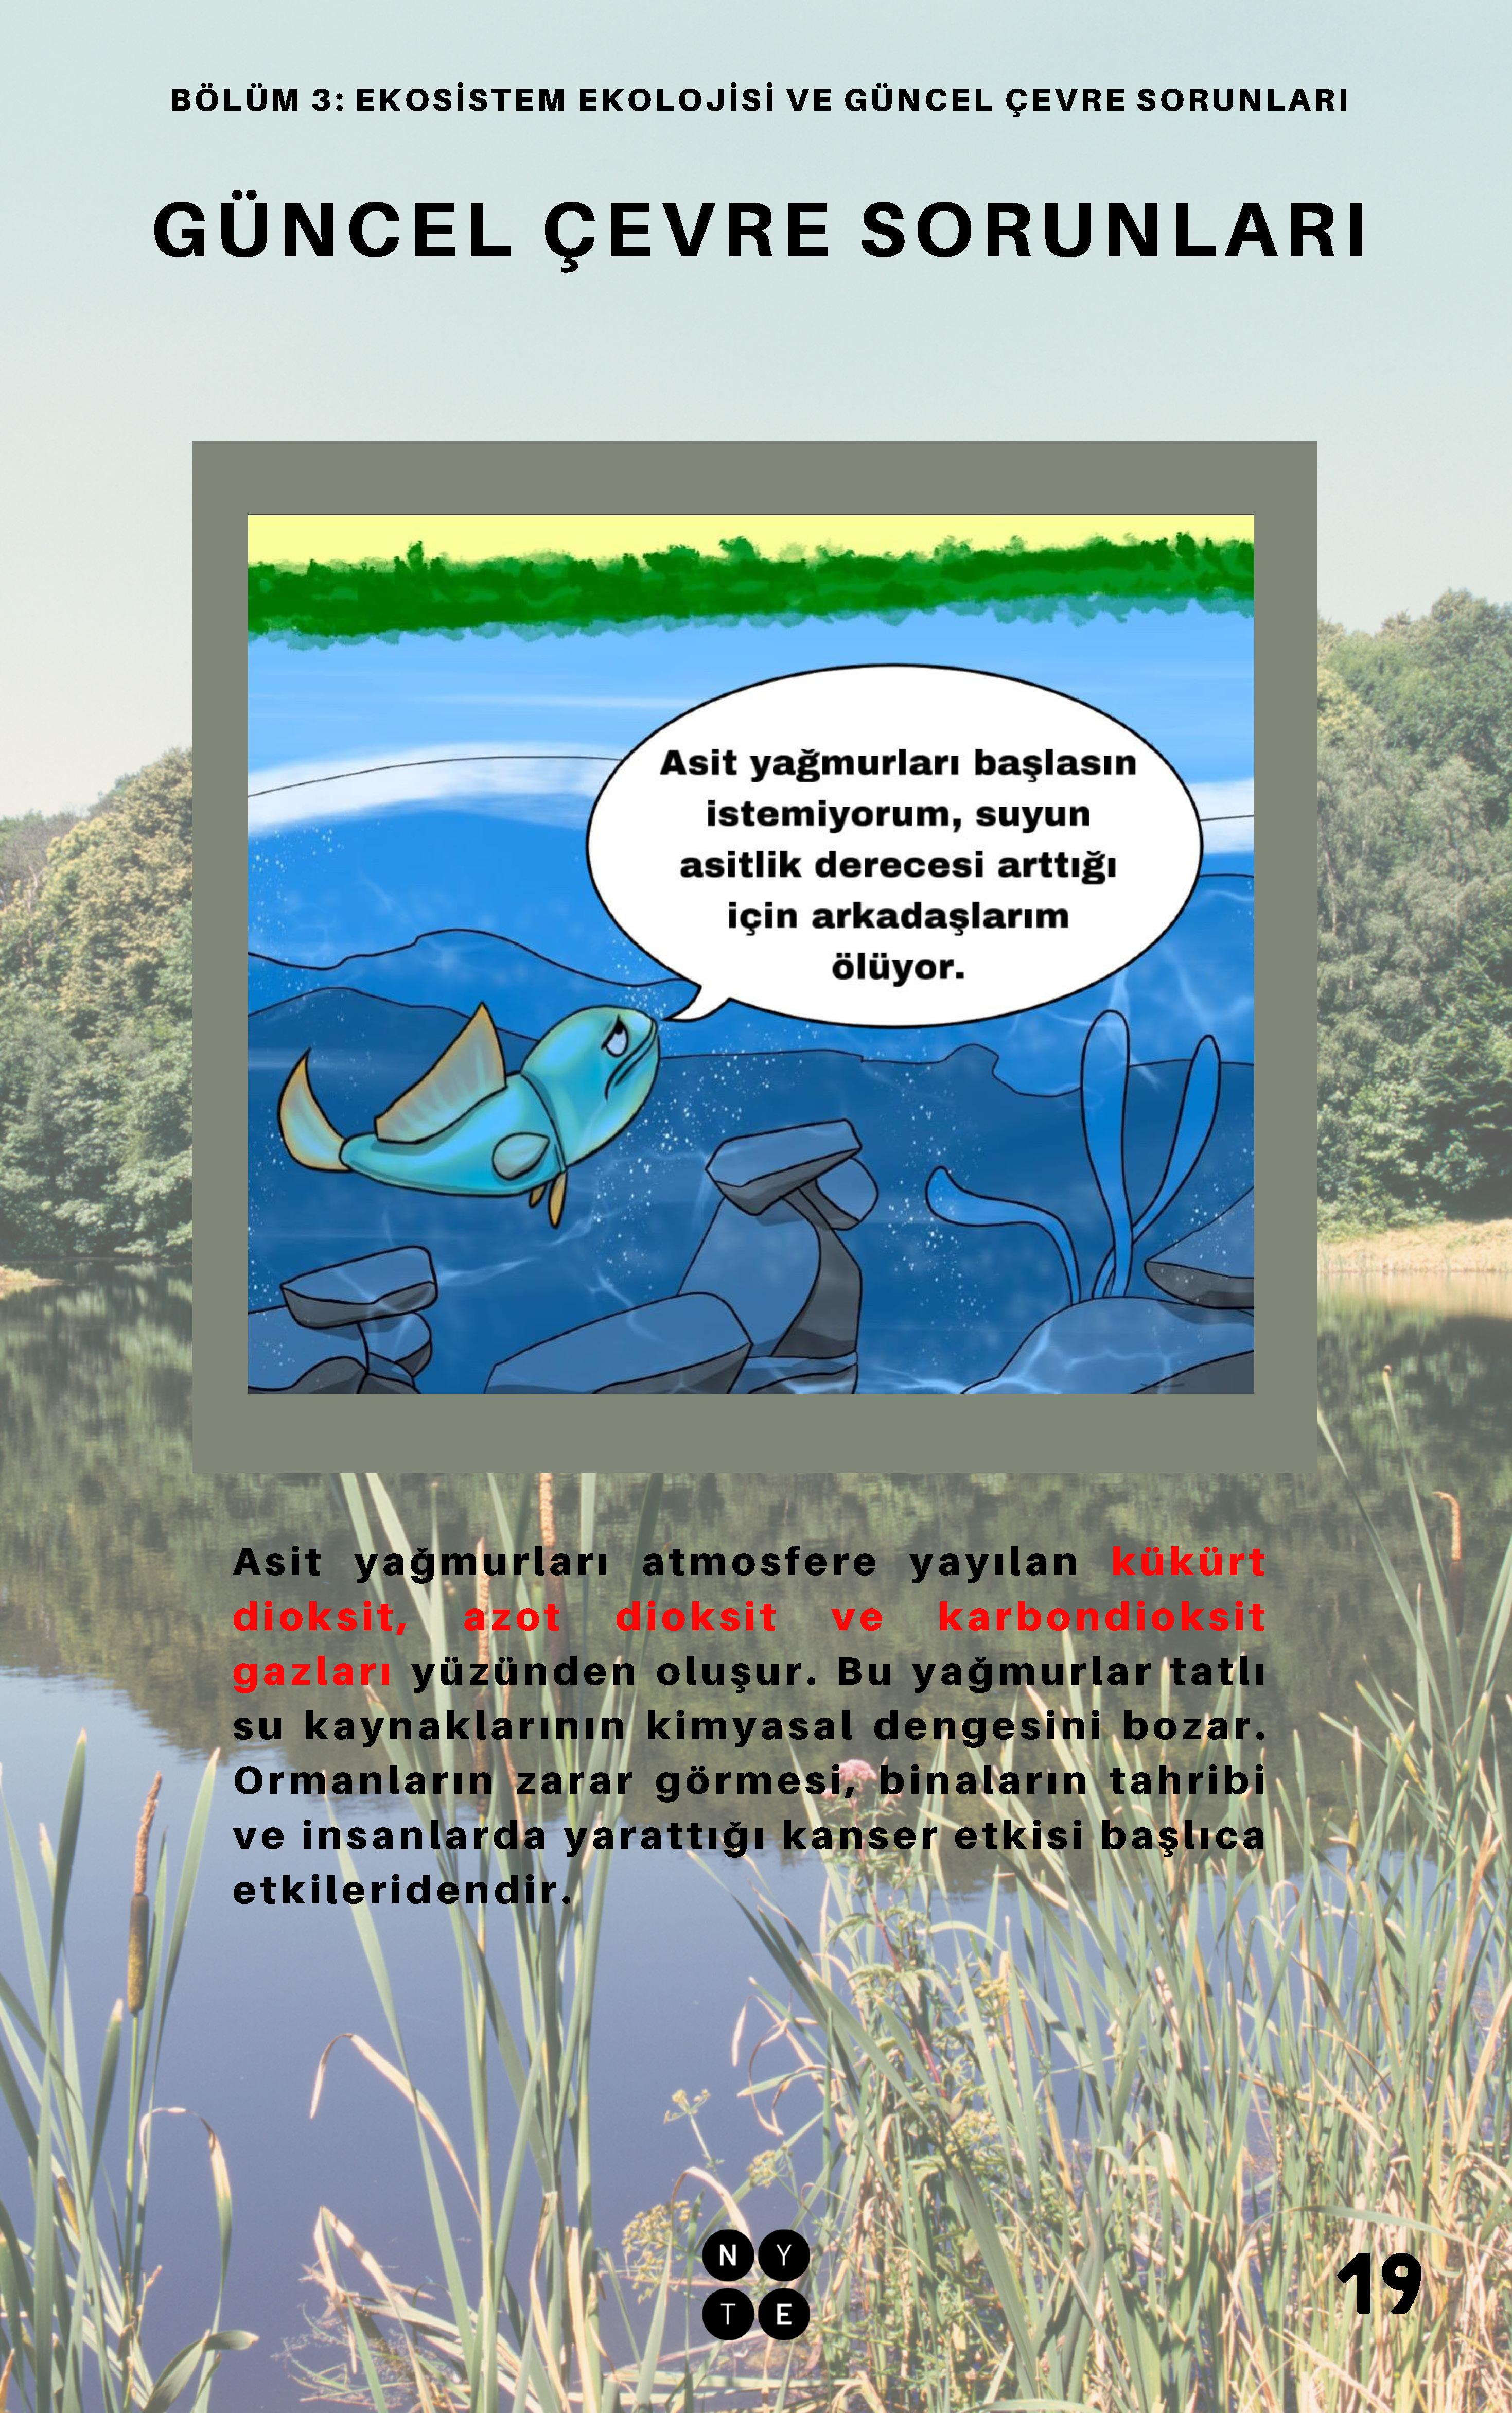 BÖLÜM 3: EKOSİSTEM EKOLOJİSİ VE GÜNCEL ÇEVRE SORUNLARI
GÜNCEL ÇEVRE SORUNLARI
Asit yağmurları başlasın
istemiyorum, suyun
asitlik derecesi arttığı
için arkadaşlarım
ölüyor.
Asit yağmurları atmosfere yayılan kükürt
dioksit, azot dioksit ve karbondioksit
gazları yüzünden oluşur. Bu yağmurlar tatlı
su kaynaklarının kimyasal dengesini bozar.
Ormanların zarar görmesi, binaların tahribi
ve insanlarda yarattığı kanser etkisi başlıca
etkileridendir.
N Y
T E
19